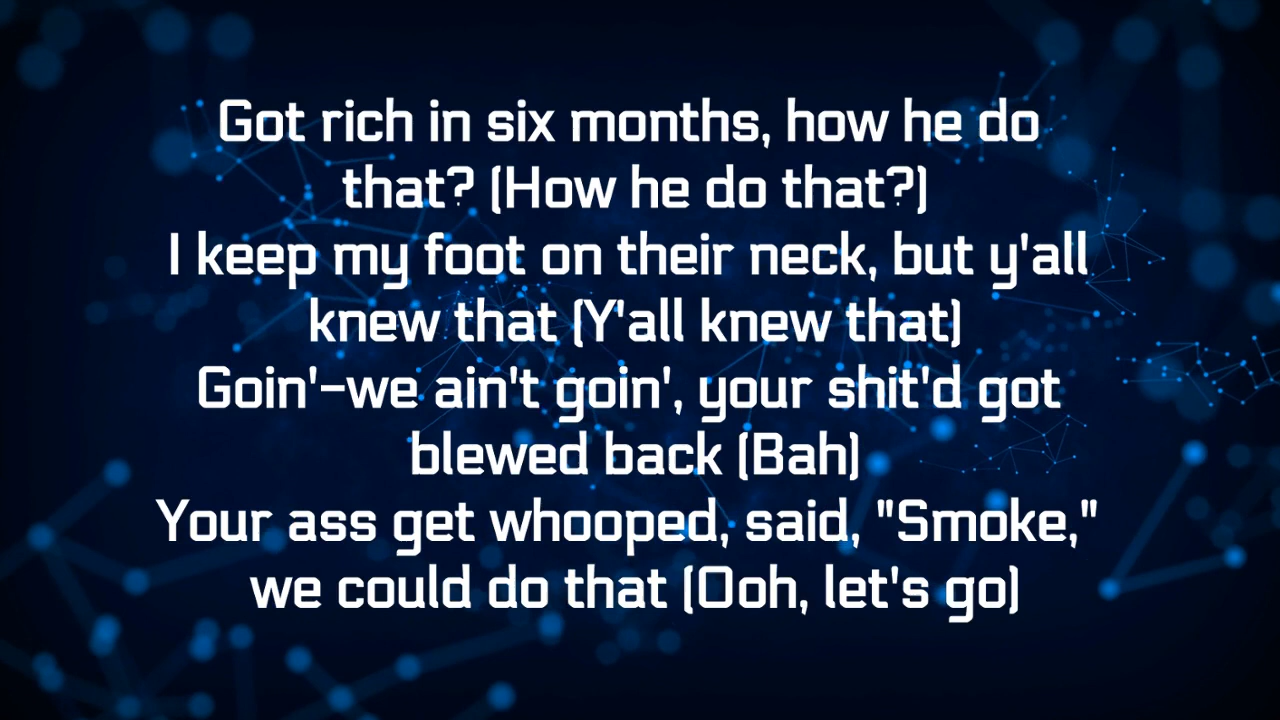 Got rich in six months, how he do
that? (How he do that?)
I keep my foot on their neck, but y'all
knew that (Y'all knew that)
Goin'-we ain't goin', your shit'd got
blewed back (Bah)
Your ass get whooped, said, "Smoke,"
we could do that (Ooh, let's go)